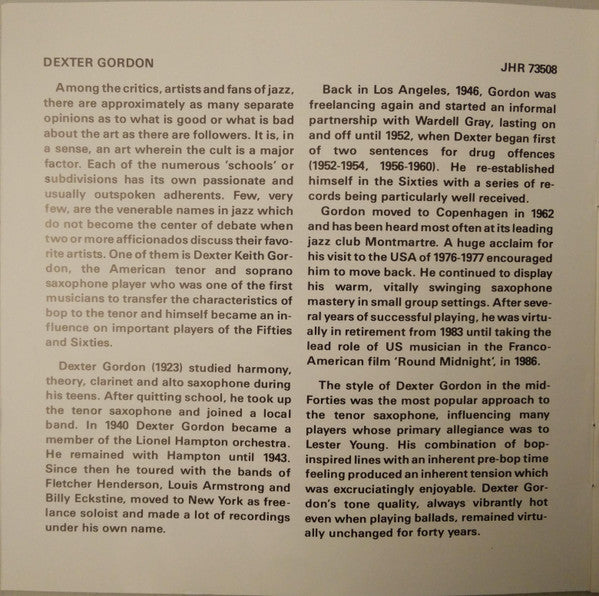 DEXTER GORDON
JHR 73508
Among the critics, artists and fans of jazz,
there are approximately as many separate
opinions as to what is good or what is bad
about the art as there are followers. It is, in
a sense, an art wherein the cult is a major
factor. Each of the numerous 'schools' or
subdivisions has its own passionate and
usually outspoken adherents. Few, very
few, are the venerable names in jazz which
do not become the center of debate when
two or more afficionados discuss their favo-
rite artists. One of them is Dexter Keith Gor-
don, the American tenor and soprano
saxophone player who was one of the first
musicians to transfer the characteristics of
bop to the tenor and himself became an in-
fluence on important players of the Fifties
and Sixties.
Dexter Gordon (1923) studied harmony,
theory, clarinet and alto saxophone during
his teens. After quitting school, he took up
the tenor saxophone and joined a local
band. In 1940 Dexter Gordon became a
member of the Lionel Hampton orchestra.
He remained with Hampton until 1943.
Since then he toured with the bands of
Fletcher Henderson, Louis Armstrong and
Billy Eckstine, moved to New York as free-
lance soloist and made a lot of recordings
under his own name.
Back in Los Angeles, 1946, Gordon was
freelancing again and started an informal
partnership with Wardell Gray, lasting on
and off until 1952, when Dexter began first
of two sentences for drug offences
(1952-1954, 1956-1960). He re-established
himself in the Sixties with a series of re-
cords being particularly well received.
Gordon moved to Copenhagen in 1962
and has been heard most often at its leading
jazz club Montmartre. A huge acclaim for
his visit to the USA of 1976-1977 encouraged
him to move back. He continued to display
his warm, vitally swinging saxophone
mastery in small group settings. After seve-
ral years of successful playing, he was virtu-
ally in retirement from 1983 until taking the
lead role of US musician in the Franco-
American film 'Round Midnight', in 1986.
The style of Dexter Gordon in the mid-
Forties was the most popular approach to
the tenor saxophone, influencing many
players whose primary allegiance was to
Lester Young. His combination of bop-
inspired lines with an inherent pre-bop time
feeling produced an inherent tension which
was excruciatingly enjoyable. Dexter Gor-
don's tone quality, always vibrantly hot
even when playing ballads, remained virtu-
ally unchanged for forty years.